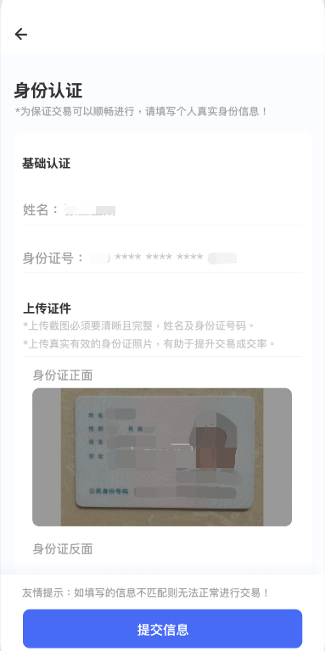 身份认证
*为保证交易可以顺畅进行，请填写个人真实身份信息！
基础认证
姓名：
身份证号： **** **** ****
上传证件
*上传截图必须要清晰且完整，姓名及身份证号码。
*上传真实有效的身份证照片，有助于提升交易成交率。
身份证正面
姓名
性别 民族
住址
公民身份号码
身份证反面
友情提示：如填写的信息不匹配则无法正常进行交易！
提交信息